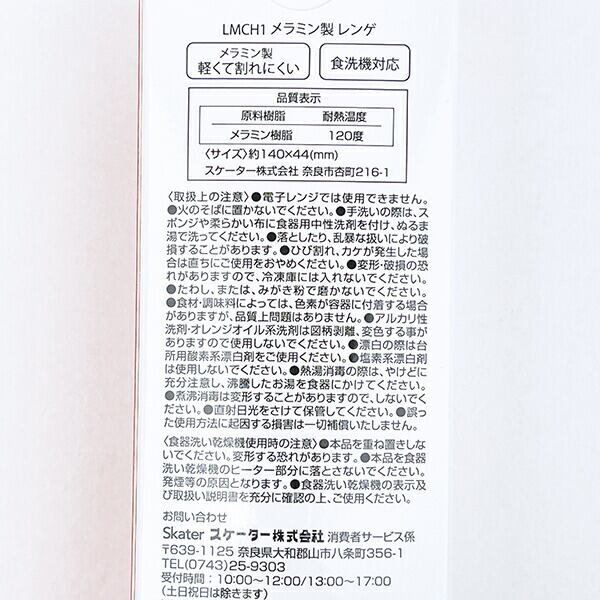 LMCH1 メラミン製 レンゲ
メラミン製
軽くて割れにくい
食洗機対応
品質表示
原料樹脂 耐熱温度
メラミン樹脂 120度
〈サイズ〉約140×44(mm)
スケーター株式会社 奈良市杏町216-1
〈取扱上の注意〉●電子レンジでは使用できません。
●火のそばに置かないでください。●手洗いの際は、ス
ポンジや柔らかい布に食器用中性洗剤を付け、ぬるま
湯で洗ってください。●落としたり、乱暴な扱いにより破
損することがあります。●ひび割れ、カケが発生した場
合は直ちにご使用をおやめください。●変形・破損の恐
れがありますので、冷凍庫には入れないでください。
●たわし、または、みがき粉で磨かないでください。
●食材・調味料によっては、色素が容器に付着する場合
がありますが、品質上問題はありません。●アルカリ性
洗剤・オレンジオイル系洗剤は図柄剥離、変色する事が
ありますので使用しないでください。●漂白の際は台
所用酸素系漂白剤をご使用ください。●塩素系漂白剤
は使用しないでください。●熱湯消毒の際は、やけどに
充分注意し、沸騰したお湯を食器にかけてください。
●煮沸消毒は変形することがありますので、しないでく
ださい。●直射日光をさけて保管してください。●誤っ
た使用方法に起因する損害は一切補償いたしません。
〈食器洗い乾燥機使用時の注意〉●本品を重ね置きしな
いでください。変形する恐れがあります。●本品を食器
洗い乾燥機のヒーター部分に落とさないでください。
発煙等の原因となります。●食器洗い乾燥機の表示及
び取扱い説明書を充分に確認の上、ご使用ください。
お問い合わせ
Skater スケーター株式会社 消費者サービス係
〒639-1125 奈良県大和郡山市八条町356-1
TEL(0743)25-9303
受付時間：10:00~12:00/13:00~17:00
(土日祝日は除きます)